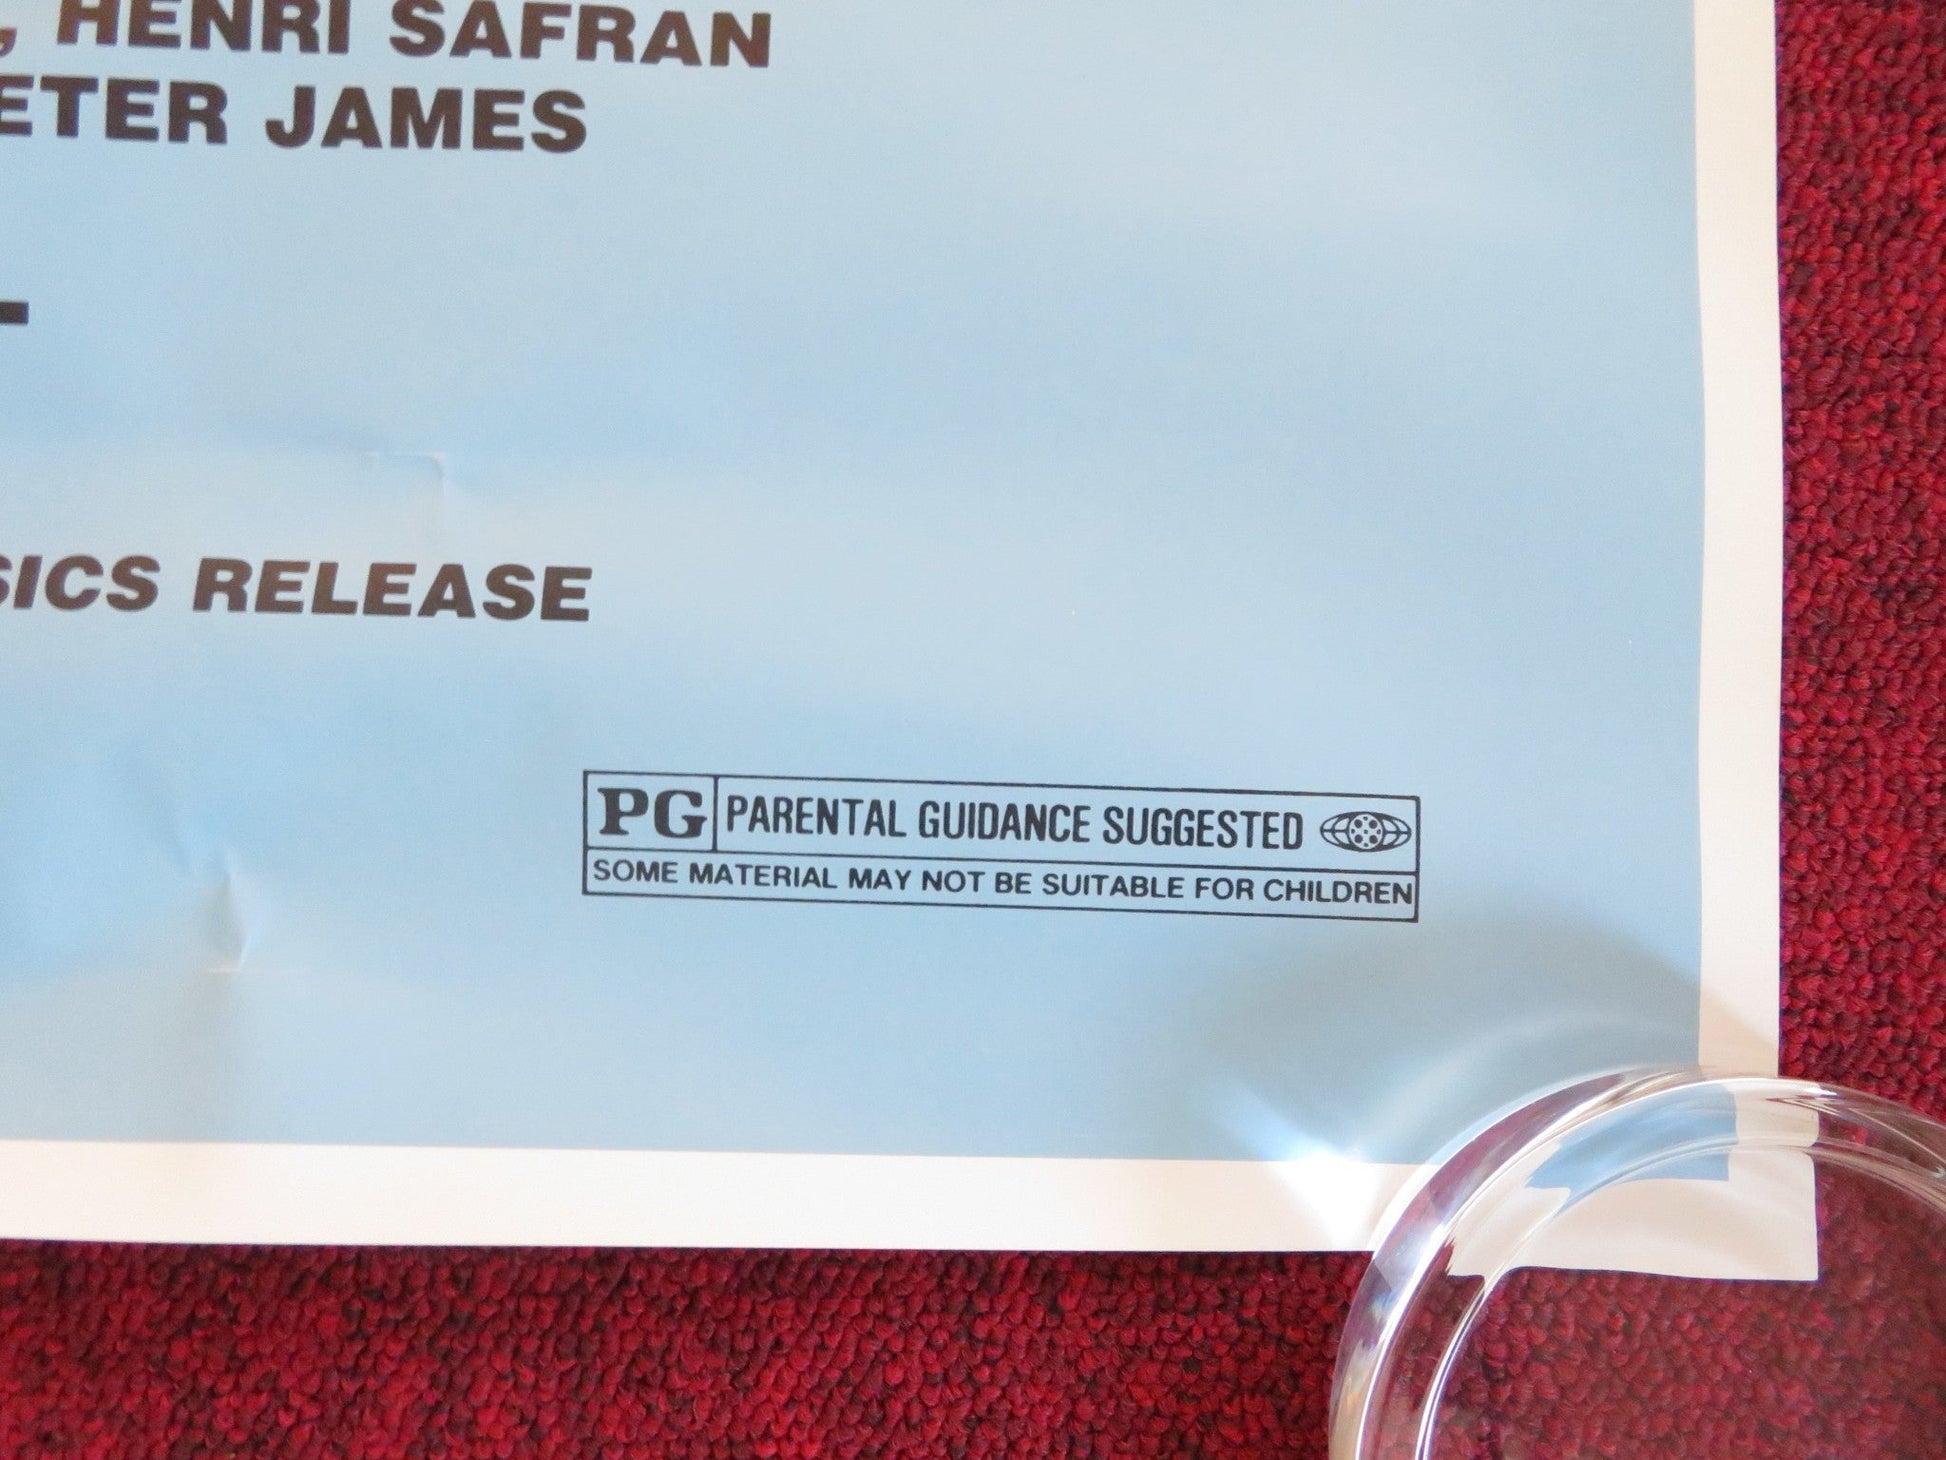 , HENRI SAFRAN
ETER JAMES
SICS RELEASE
PG PARENTAL GUIDANCE SUGGESTED
SOME MATERIAL MAY NOT BE SUITABLE FOR CHILDREN